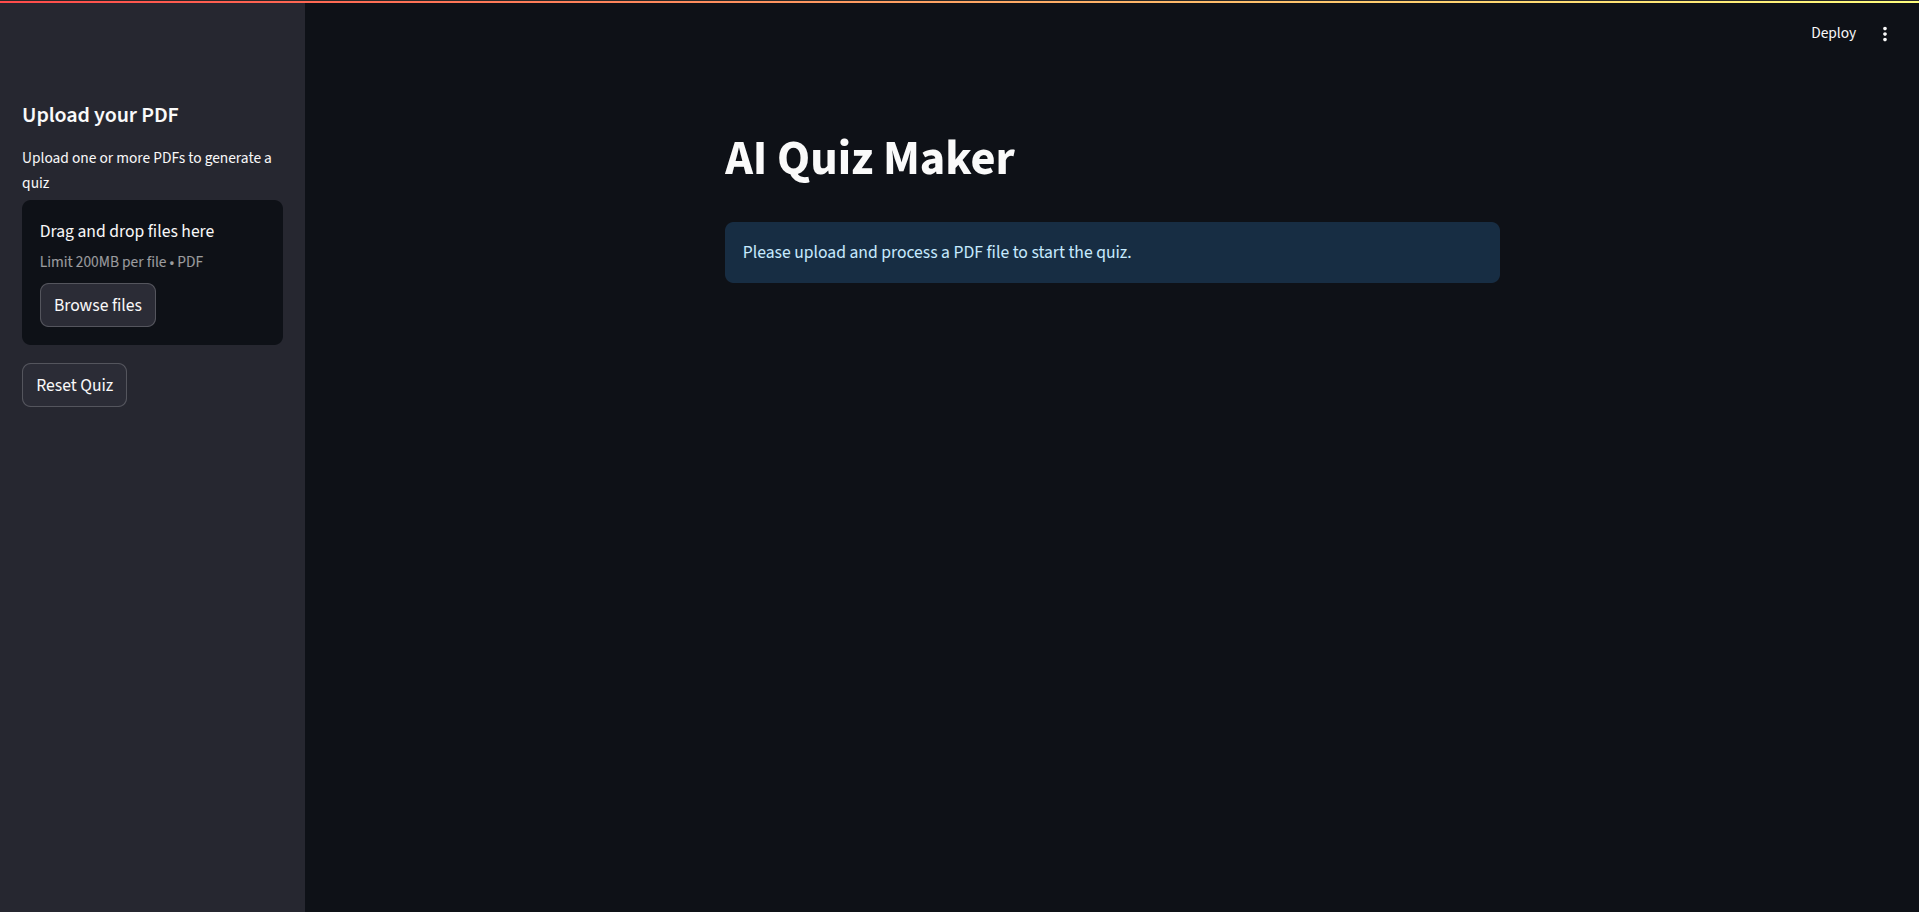 Deploy
Upload your PDF
Upload one or more PDFs to generate a
quiz
Drag and drop files here
Limit 200MB per file • PDF
Browse files
Reset Quiz
AI Quiz Maker
Please upload and process a PDF file to start the quiz.